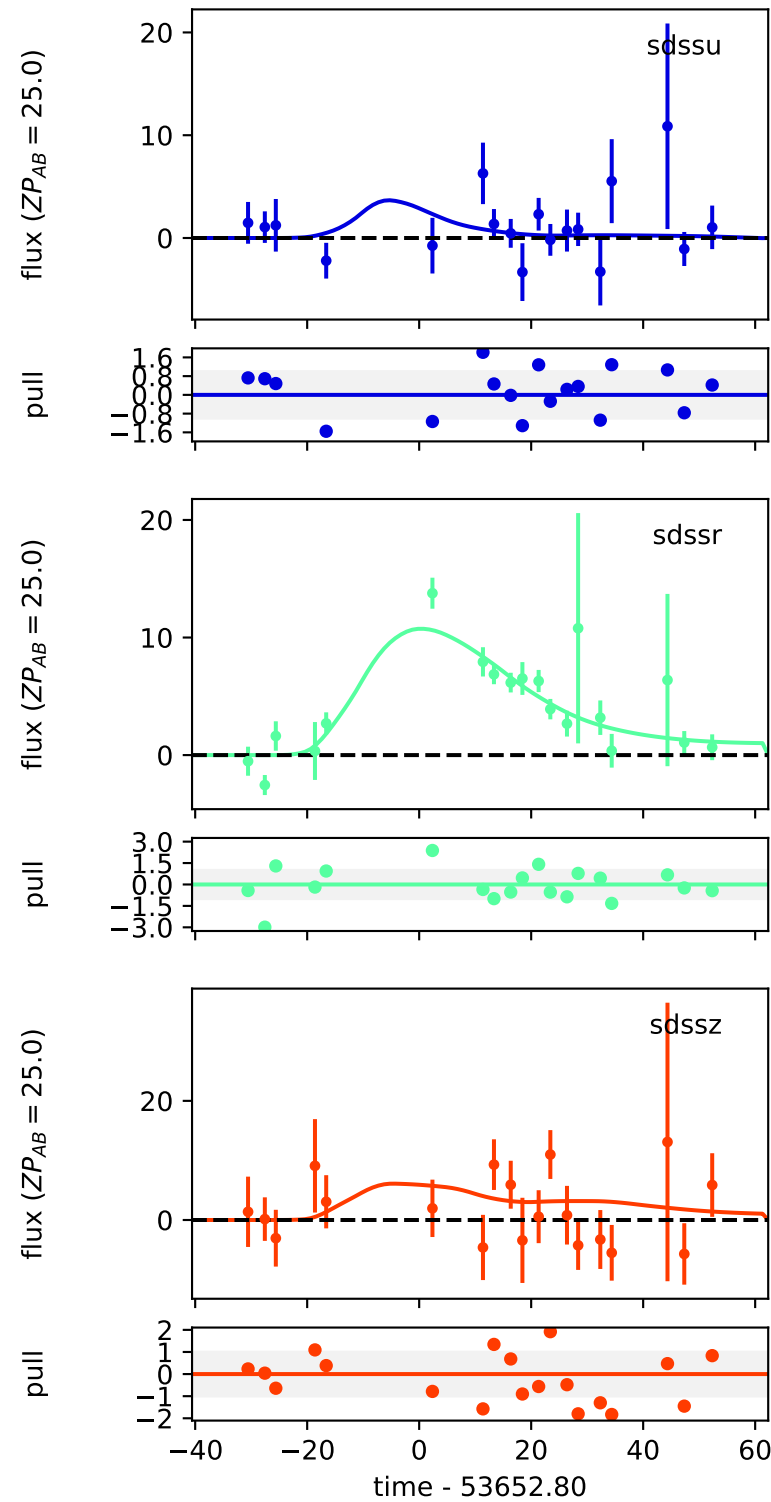 sdssu
20
10
0
flux (ZP_AB = 25.0)
1.6
0.8
0.0
−0.8
−1.6
pull
sdssr
20
10
0
flux (ZP_AB = 25.0)
3.0
1.5
0.0
−1.5
−3.0
pull
sdssz
20
0
flux (ZP_AB = 25.0)
2
1
0
−1
−2
pull
−40 −20 0 20 40 60
time - 53652.80